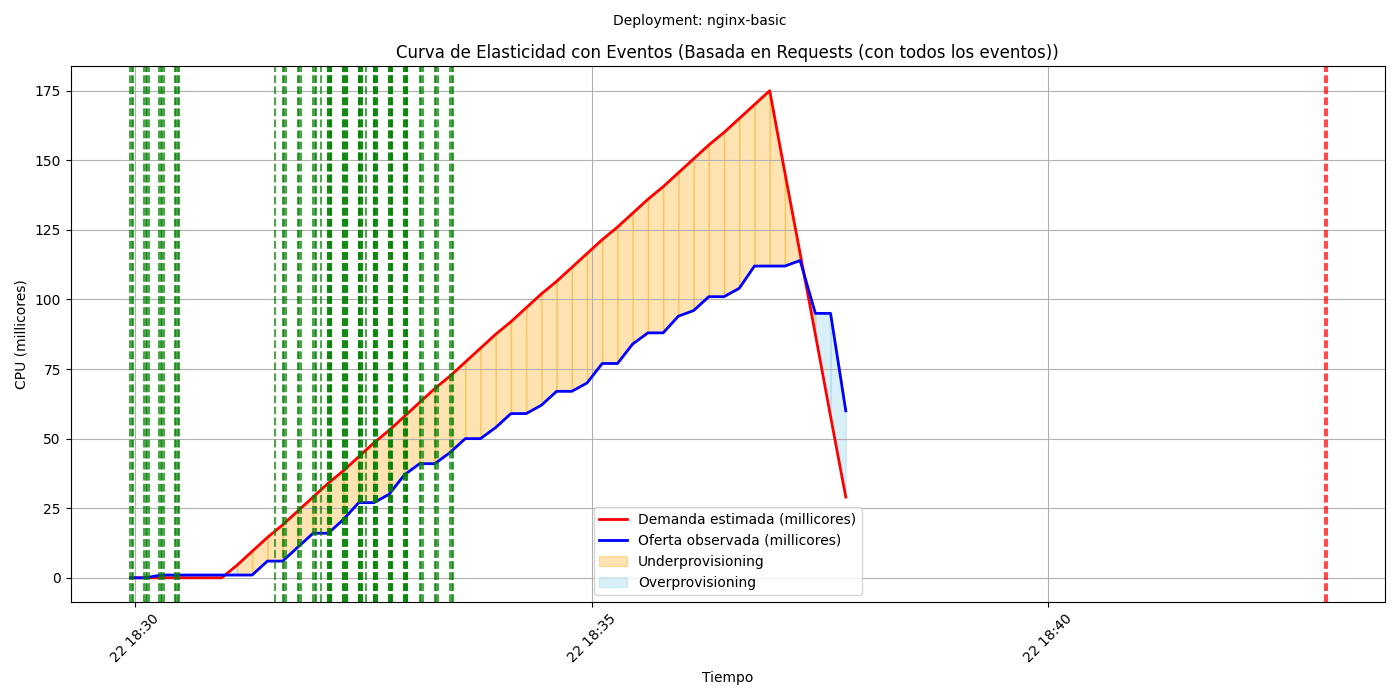 Deployment: nginx-basic
Curva de Elasticidad con Eventos (Basada en Requests (con todos los eventos))
CPU (millicores)
175
150
125
100
75
50
25
0
Demanda estimada (millicores)
Oferta observada (millicores)
Underprovisioning
Overprovisioning
22 18:30
22 18:35
22 18:40
Tiempo